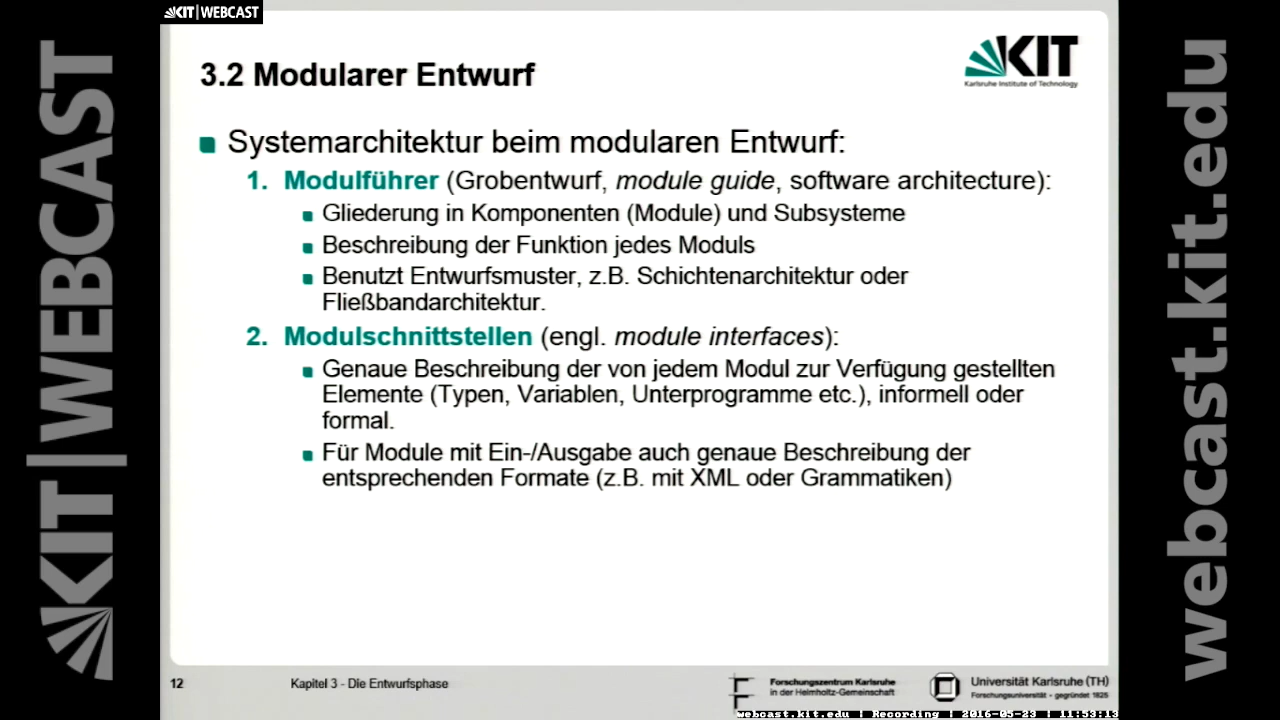 KIT|WEBCAST
KIT|WEBCAST
webcast.kit.edu
3.2 Modularer Entwurf
KIT
Karlsruhe Institute of Technology
Systemarchitektur beim modularen Entwurf:
1. Modulführer (Grobentwurf, module guide, software architecture):
Gliederung in Komponenten (Module) und Subsysteme
Beschreibung der Funktion jedes Moduls
Benutzt Entwurfsmuster, z.B. Schichtenarchitektur oder
Fließbandarchitektur.
2. Modulschnittstellen (engl. module interfaces):
Genaue Beschreibung der von jedem Modul zur Verfügung gestellten
Elemente (Typen, Variablen, Unterprogramme etc.), informell oder
formal.
Für Module mit Ein-/Ausgabe auch genaue Beschreibung der
entsprechenden Formate (z.B. mit XML oder Grammatiken)
12 Kapitel 3 - Die Entwurfsphase
Forschungszentrum Karlsruhe
in der Helmholtz-Gemeinschaft
Universität Karlsruhe (TH)
Forschungsuniversität • gegründet 1825
webcast.kit.edu | Recording | 2016-05-23 | 11:53:13